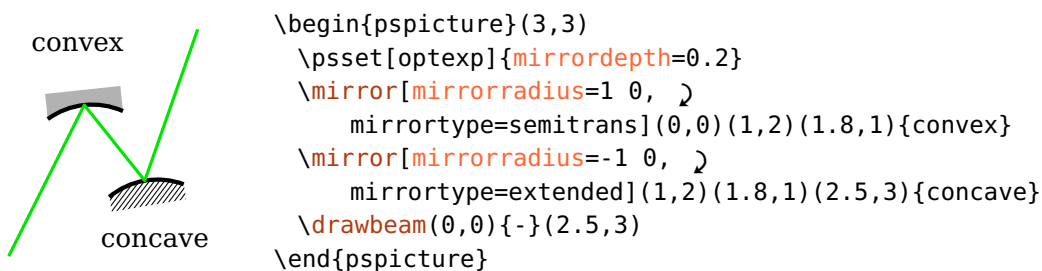 convex
concave
\begin{pspicture}(3,3)
\psset[optexp]{mirrordepth=0.2}
\mirror[mirrorradius=1 0,
mirrortype=semitrans](0,0)(1,2)(1.8,1){convex}
\mirror[mirrorradius=-1 0,
mirrortype=extended](1,2)(1.8,1)(2.5,3){concave}
\drawbeam(0,0){-}(2.5,3)
\end{pspicture}